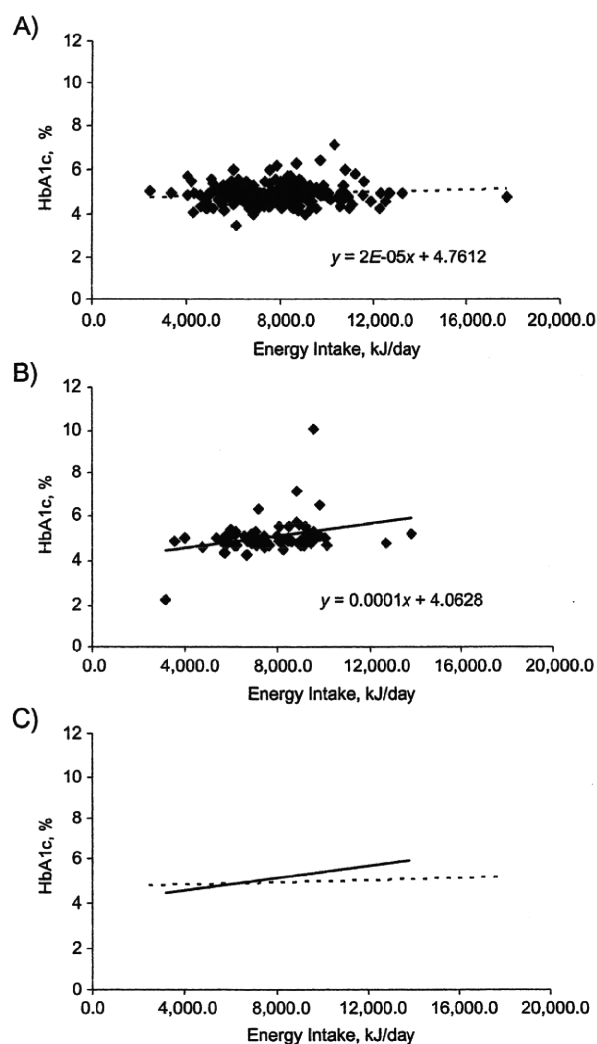 A)
12
10
8
6
4
2
0
HbA1c, %
y = 2E-05x + 4.7612
0.0 4,000.0 8,000.0 12,000.0 16,000.0 20,000.0
Energy Intake, kJ/day
B)
12
10
8
6
4
2
0
HbA1c, %
y = 0.0001x + 4.0628
0.0 4,000.0 8,000.0 12,000.0 16,000.0 20,000.0
Energy Intake, kJ/day
C)
12
10
8
6
4
2
0
HbA1c, %
0.0 4,000.0 8,000.0 12,000.0 16,000.0 20,000.0
Energy Intake, kJ/day